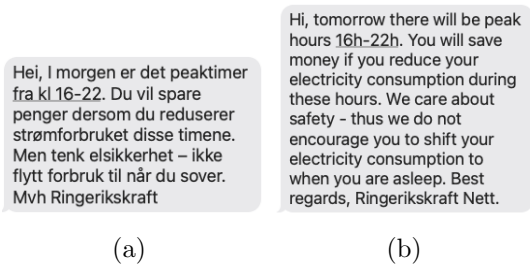 Hei, I morgen er det peaktimer
fra kl 16-22. Du vil spare
penger dersom du reduserer
strømforbruket disse timene.
Men tenk elsikkerhet – ikke
flytt forbruk til når du sover.
Mvh Ringerikskraft
(a)
Hi, tomorrow there will be peak
hours 16h-22h. You will save
money if you reduce your
electricity consumption during
these hours. We care about
safety - thus we do not
encourage you to shift your
electricity consumption to
when you are asleep. Best
regards, Ringerikskraft Nett.
(b)